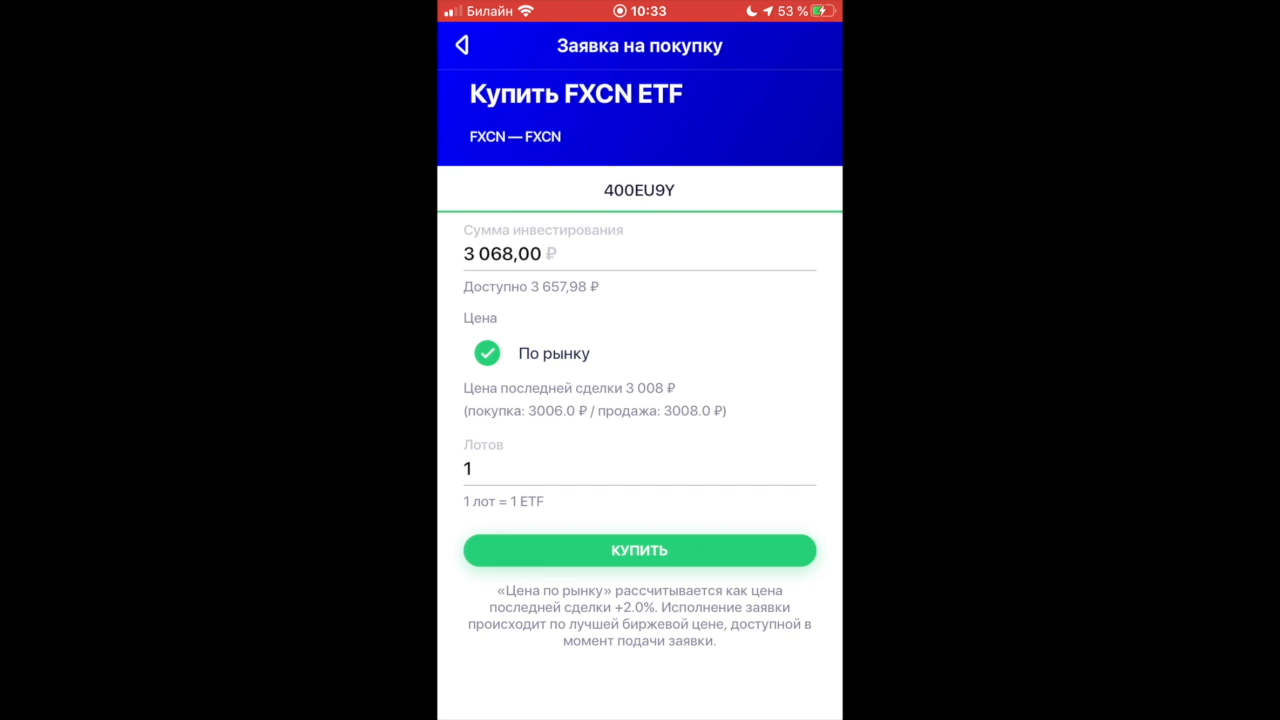 Билайн 10:33 53 %
Заявка на покупку
Купить FXCN ETF
FXCN — FXCN
400EU9Y
Сумма инвестирования
3 068,00 ₽
Доступно 3 657,98 ₽
Цена
По рынку
Цена последней сделки 3 008 ₽
(покупка: 3006.0 ₽ / продажа: 3008.0 ₽)
Лотов
1
1 лот = 1 ETF
КУПИТЬ
«Цена по рынку» рассчитывается как цена
последней сделки +2.0%. Исполнение заявки
происходит по лучшей биржевой цене, доступной в
момент подачи заявки.